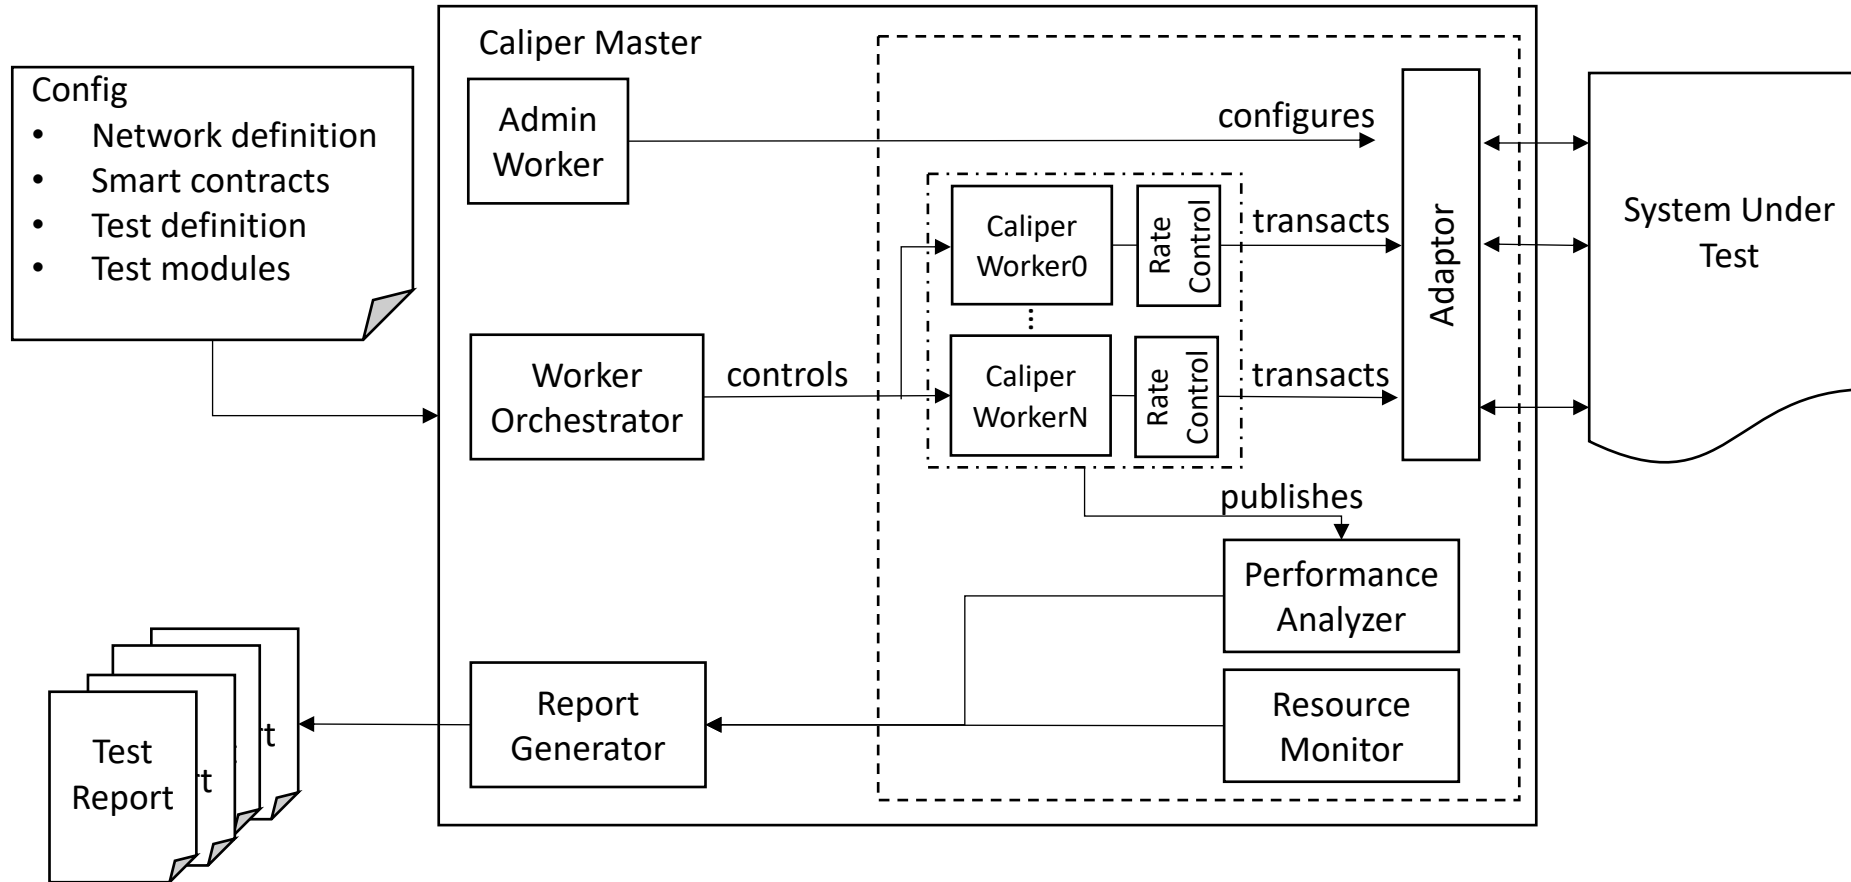 Caliper Master
Config
• Network definition
• Smart contracts
• Test definition
• Test modules
Admin
Worker
configures
Caliper
Worker0
Rate
Control
transacts
Adaptor
System Under
Test
⋮
Worker
Orchestrator
controls
Caliper
WorkerN
Rate
Control
transacts
publishes
Performance
Analyzer
Report
Generator
Resource
Monitor
Test
Report
rt
rt